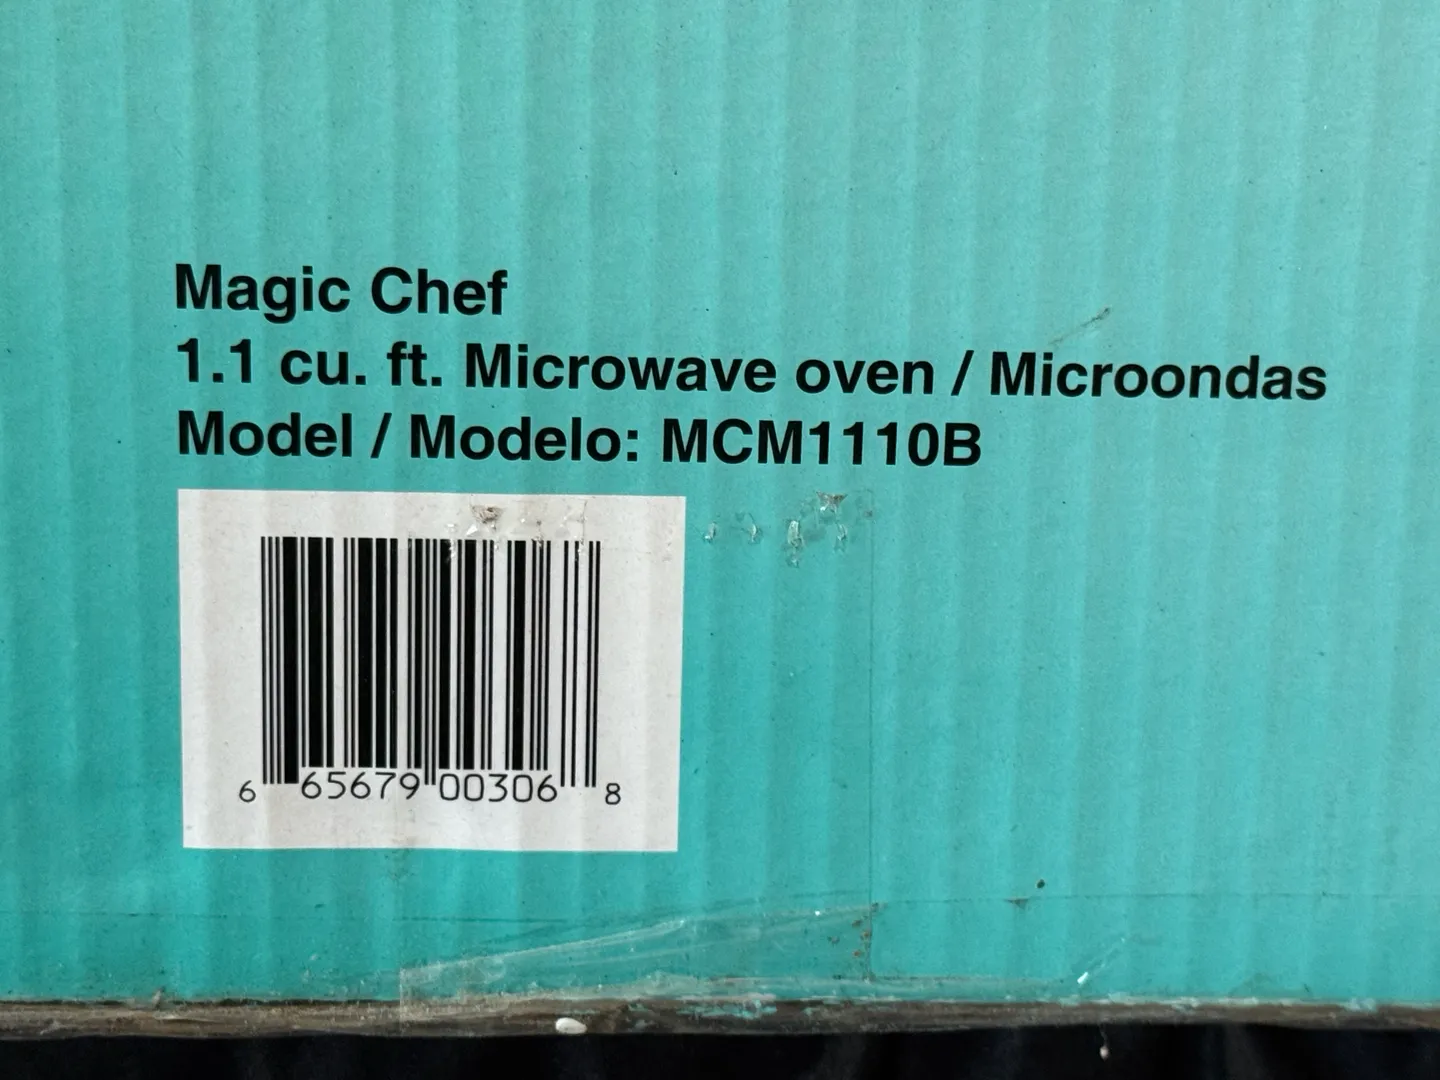 Magic Chef
1.1 cu. ft. Microwave oven / Microondas
Model / Modelo: MCM1110B
6 65679 00306 8